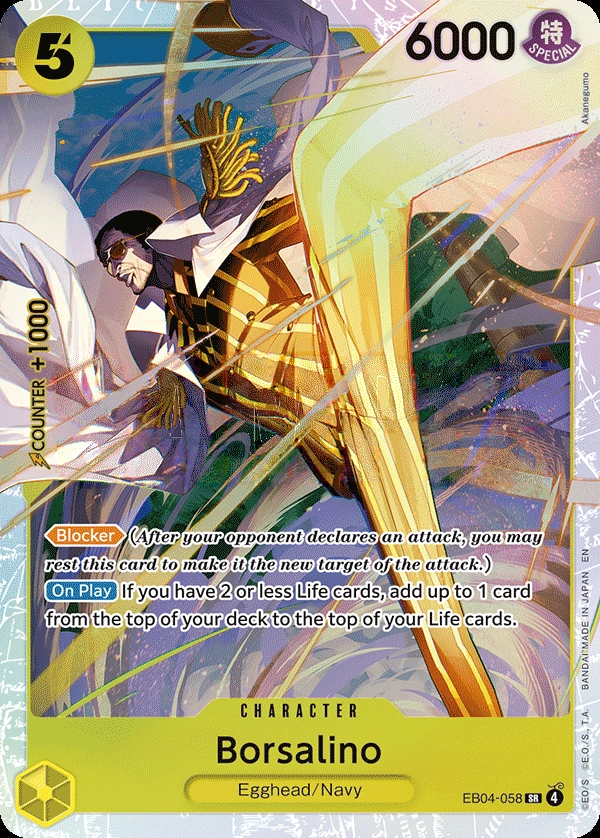 5
6000
特
SPECIAL
Akanegumo
COUNTER +1000
Blocker (After your opponent declares an attack, you may
rest this card to make it the new target of the attack.)
On Play If you have 2 or less Life cards, add up to 1 card
from the top of your deck to the top of your Life cards.
CHARACTER
Borsalino
Egghead/Navy
EB04-058 SR 4
©EO/S ©E.O./S., T.A. BANDAI MADE IN JAPAN EN